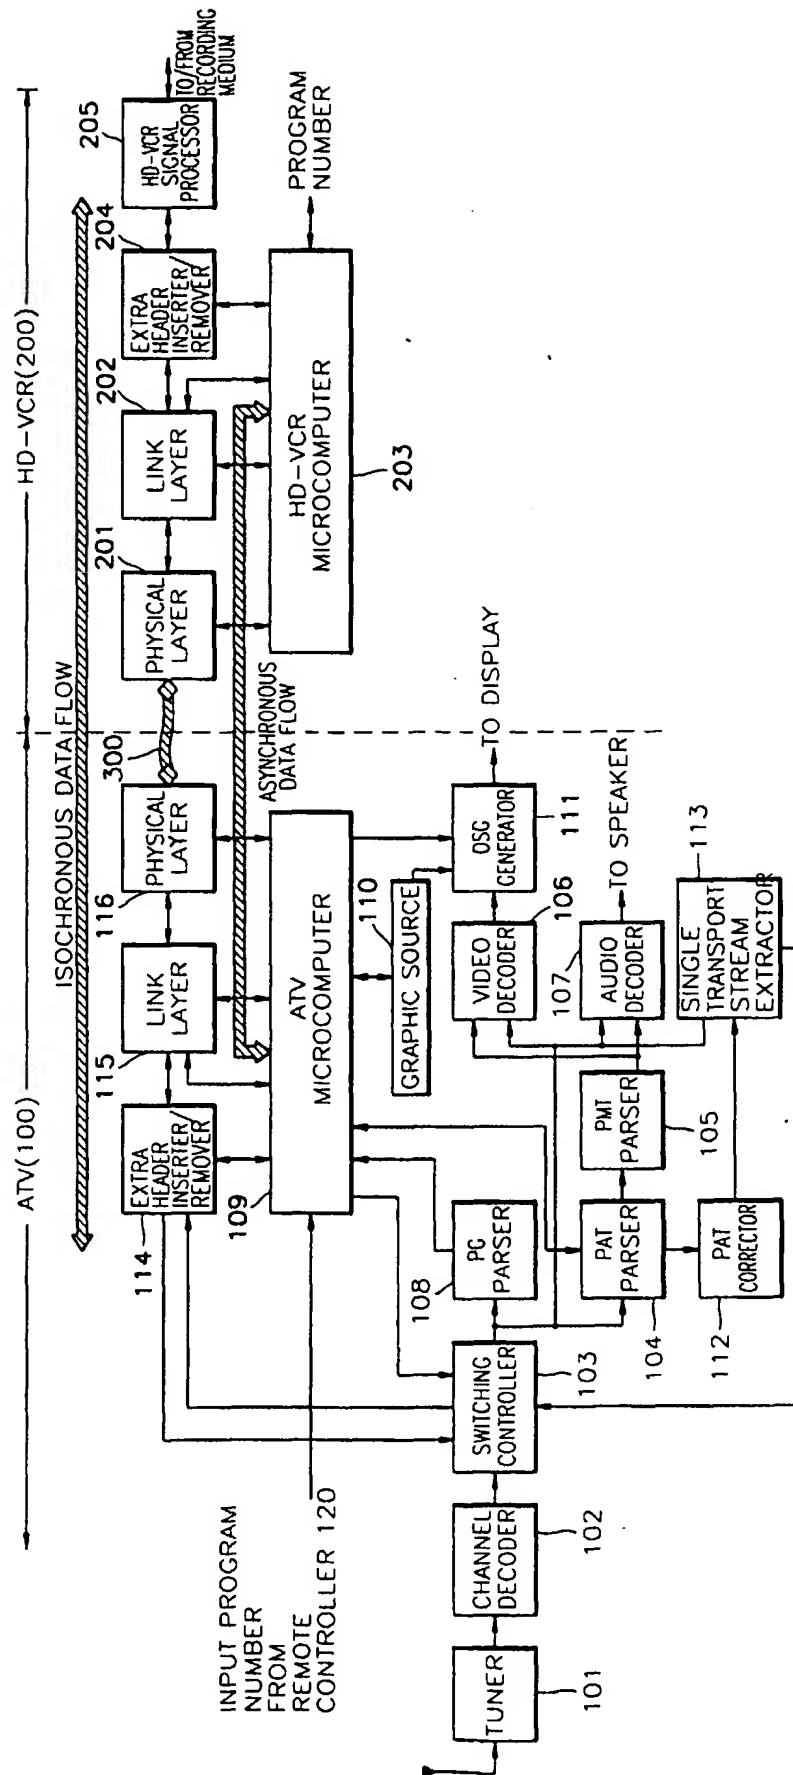 ATV(100)
HD-VCR(200)
ISOCHRONOUS DATA FLOW
114
EXTRA
HEADER
INSERTER/
REMOVER
115
LINK
LAYER
116
PHYSICAL
LAYER
300
201
PHYSICAL
LAYER
202
LINK
LAYER
204
EXTRA
HEADER
INSERTER/
REMOVER
205
HD-VCR
SIGNAL
PROCESSOR
TO/FROM
RECORDING
MEDIUM
ASYNCHRONOUS
DATA FLOW
109
ATV
MICROCOMPUTER
HD-VCR
MICROCOMPUTER
203
PROGRAM
NUMBER
INPUT PROGRAM
NUMBER
FROM
REMOTE
CONTROLLER 120
110
GRAPHIC SOURCE
OSG
GENERATOR
111
TO DISPLAY
TUNER
101
CHANNEL
DECODER
102
SWITCHING
CONTROLLER
103
108
PG
PARSER
VIDEO
DECODER
106
PAT
PARSER
104
PMT
PARSER
105
107
AUDIO
DECODER
TO SPEAKER
PAT
CORRECTOR
112
SINGLE
TRANSPORT
STREAM
EXTRACTOR
113